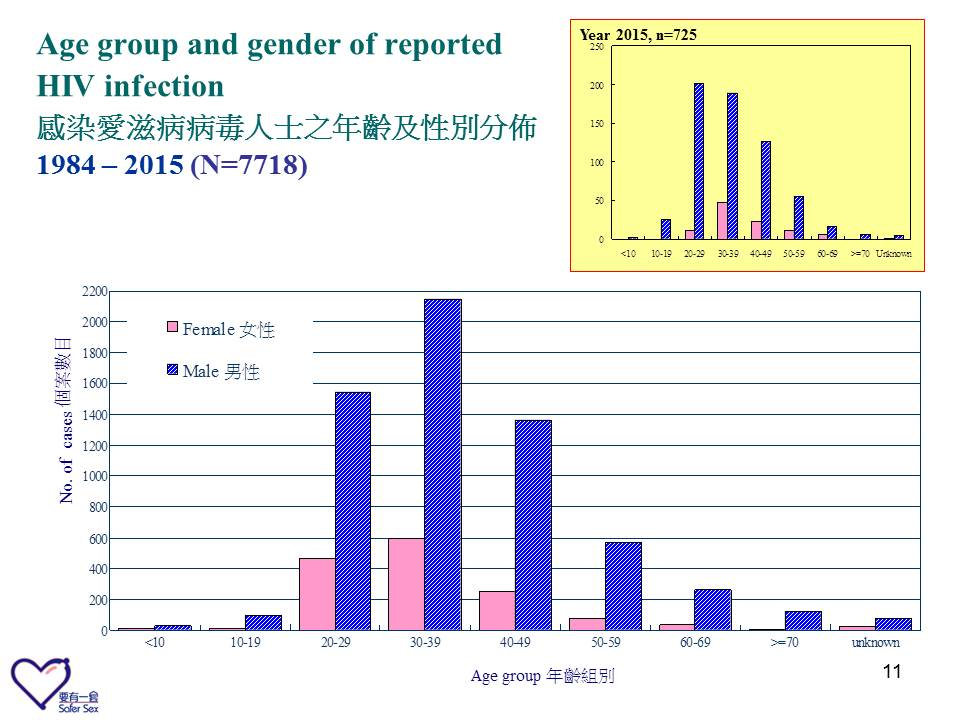 Age group and gender of reported
HIV infection
感染愛滋病病毒人士之年齡及性別分佈
1984 – 2015 (N=7718)
Year 2015, n=725
250
200
150
100
50
0
<10 10-19 20-29 30-39 40-49 50-59 60-69 >=70 Unknown
No. of cases 個案數目
2200
2000
1800
1600
1400
1200
1000
800
600
400
200
0
Female 女性
Male 男性
<10 10-19 20-29 30-39 40-49 50-59 60-69 >=70 unknown
Age group 年齡組別
要有一套
Safer Sex
11